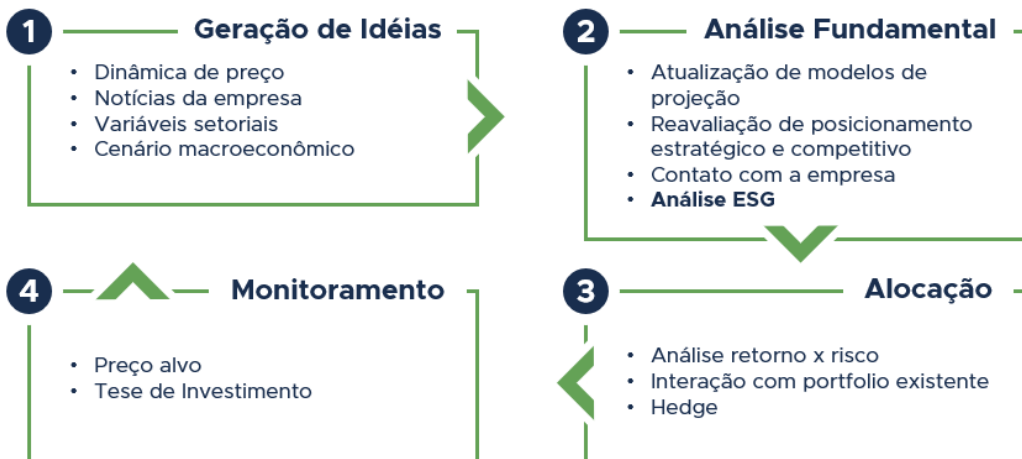 1 Geração de Idéias
• Dinâmica de preço
• Notícias da empresa
• Variáveis setoriais
• Cenário macroeconômico
2 Análise Fundamental
• Atualização de modelos de
projeção
• Reavaliação de posicionamento
estratégico e competitivo
• Contato com a empresa
• Análise ESG
3 Alocação
• Análise retorno x risco
• Interação com portfolio existente
• Hedge
4 Monitoramento
• Preço alvo
• Tese de Investimento